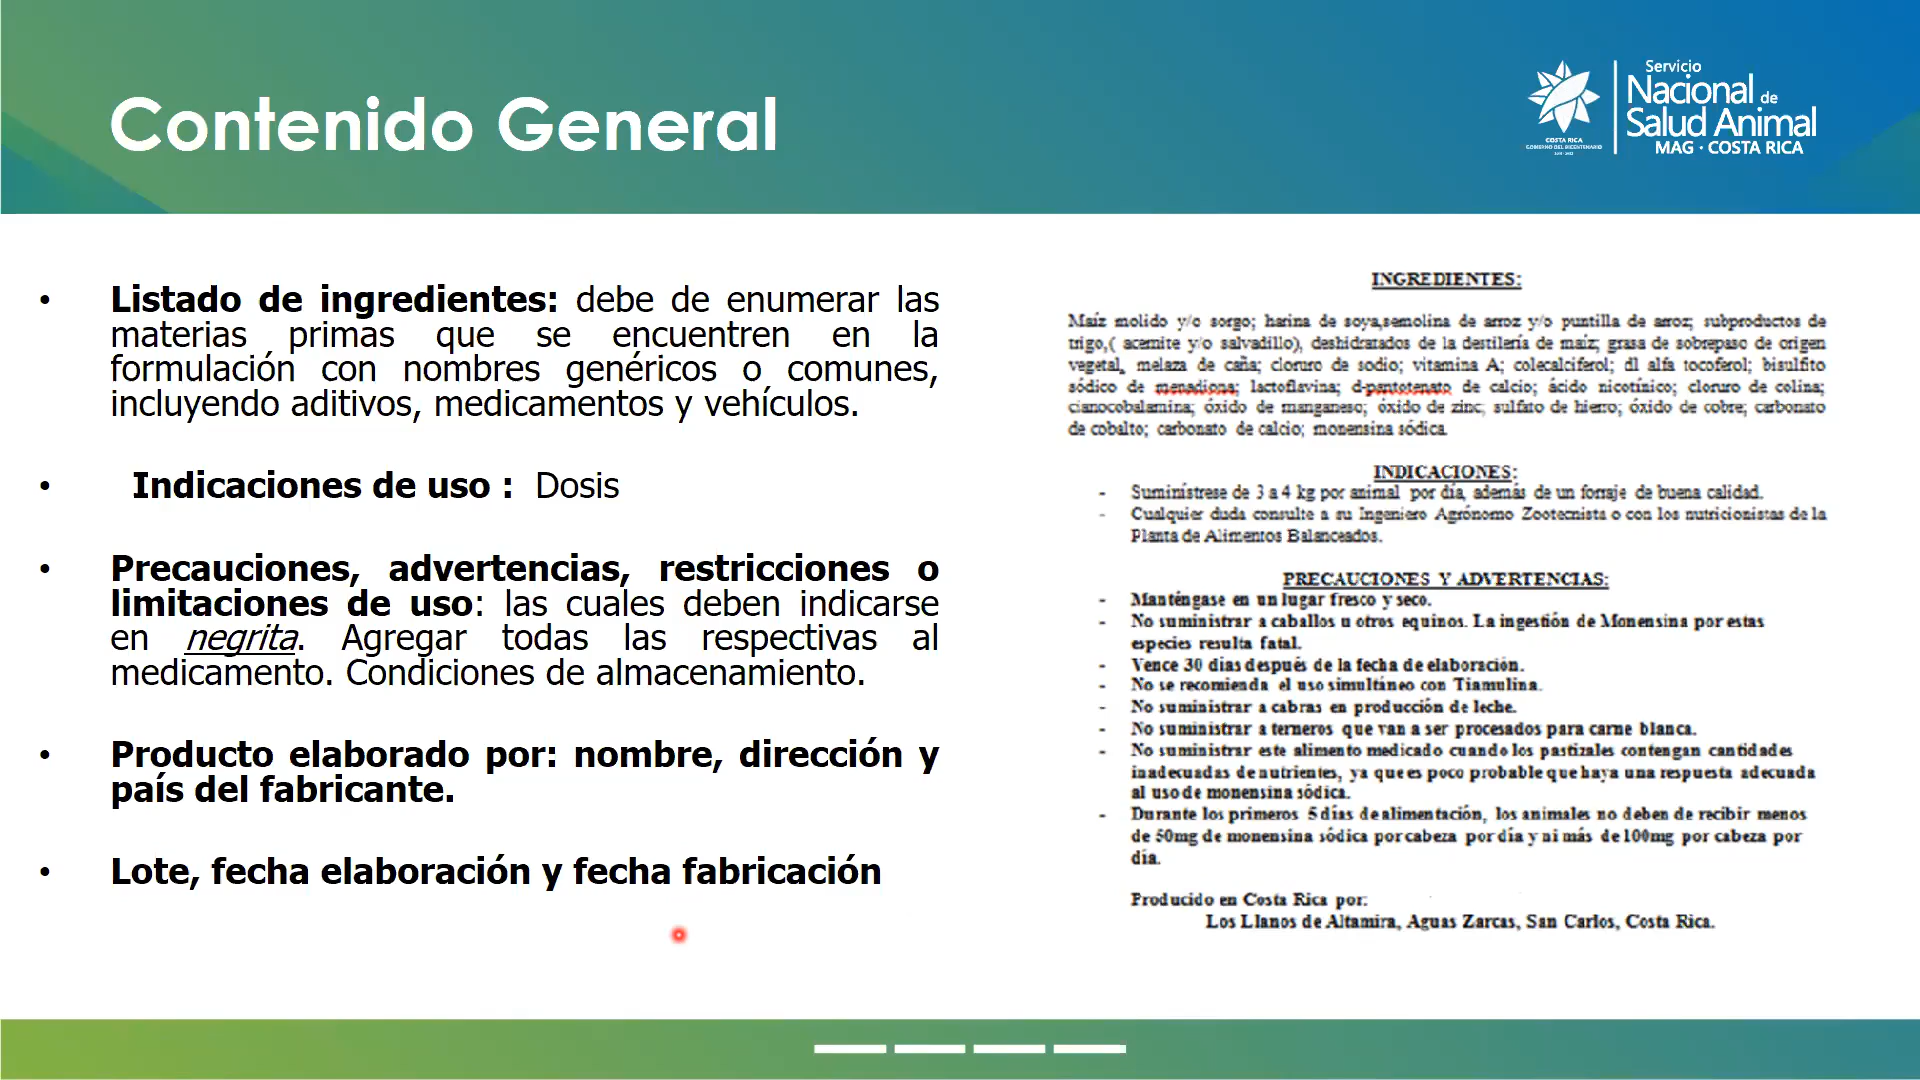 Contenido General
Servicio
Nacional de
Salud Animal
MAG · COSTA RICA
COSTA RICA
GOBIERNO DEL BICENTENARIO
• Listado de ingredientes: debe de enumerar las
materias primas que se encuentren en la
formulación con nombres genéricos o comunes,
incluyendo aditivos, medicamentos y vehículos.
• Indicaciones de uso : Dosis
• Precauciones, advertencias, restricciones o
limitaciones de uso: las cuales deben indicarse
en negrita. Agregar todas las respectivas al
medicamento. Condiciones de almacenamiento.
• Producto elaborado por: nombre, dirección y
país del fabricante.
• Lote, fecha elaboración y fecha fabricación
INGREDIENTES:
Maíz molido y/o sorgo; harina de soya,semolina de arroz y/o puntilla de arroz; subproductos de
trigo,( acemite y/o salvadillo), deshidratados de la destilería de maíz; grasa de sobrepaso de origen
vegetal, melaza de caña; cloruro de sodio; vitamina A; colecalciferol; dl alfa tocoferol; bisulfito
sódico de menadiona; lactoflavina; d-pantotenato de calcio; ácido nicotínico; cloruro de colina;
cianocobalamina; óxido de manganeso; óxido de zinc; sulfato de hierro; óxido de cobre; carbonato
de cobalto; carbonato de calcio; monensina sódica.
INDICACIONES:
- Suminístrese de 3 a 4 kg por animal por día, además de un forraje de buena calidad.
- Cualquier duda consulte a su Ingeniero Agrónomo Zootecnista o con los nutricionistas de la
Planta de Alimentos Balanceados.
PRECAUCIONES Y ADVERTENCIAS:
- Manténgase en un lugar fresco y seco.
- No suministrar a caballos u otros equinos. La ingestión de Monensina por estas
especies resulta fatal.
- Vence 30 días después de la fecha de elaboración.
- No se recomienda el uso simultáneo con Tiamulina.
- No suministrar a cabras en producción de leche.
- No suministrar a terneros que van a ser procesados para carne blanca.
- No suministrar este alimento medicado cuando los pastizales contengan cantidades
inadecuadas de nutrientes, ya que es poco probable que haya una respuesta adecuada
al uso de monensina sódica.
- Durante los primeros 5 días de alimentación, los animales no deben de recibir menos
de 50mg de monensina sódica por cabeza por día y ni más de 100mg por cabeza por
día.
Producido en Costa Rica por:
Los Llanos de Altamira, Aguas Zarcas, San Carlos, Costa Rica.